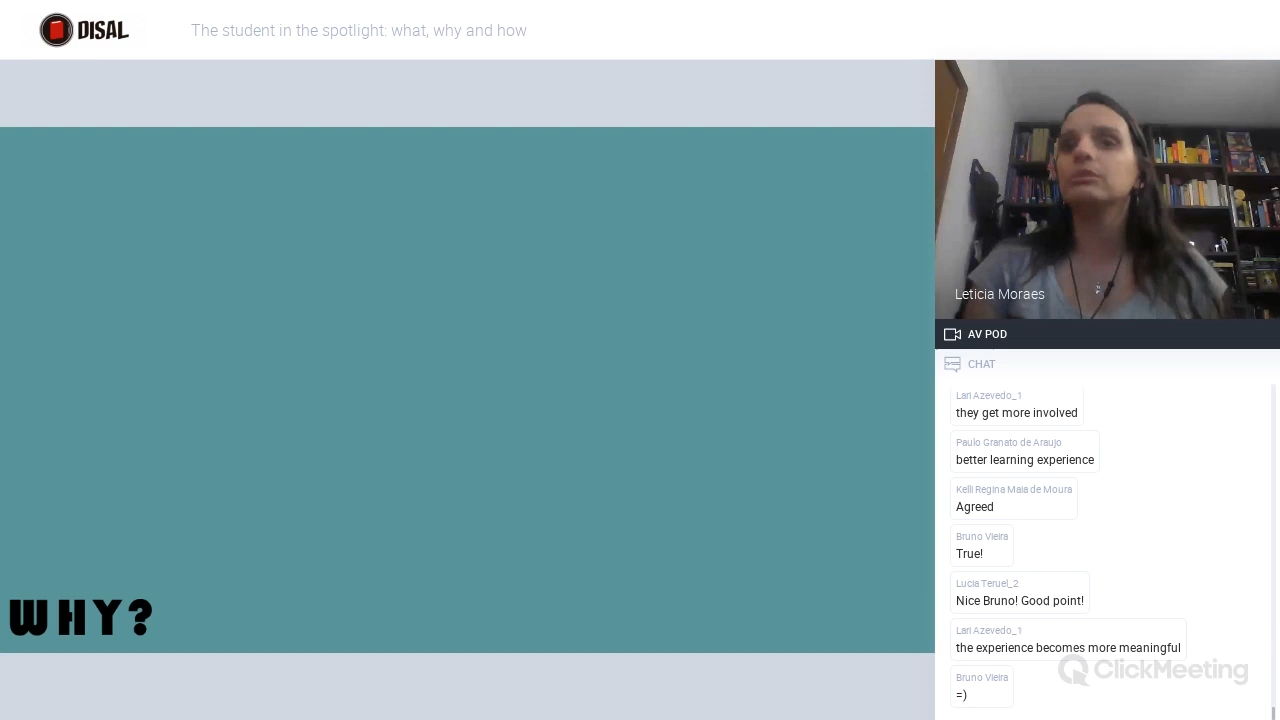 DISAL
The student in the spotlight: what, why and how
Leticia Moraes
AV POD
CHAT
Lari Azevedo_1
they get more involved
Paulo Granato de Araujo
better learning experience
Kelli Regina Maia de Moura
Agreed
Bruno Vieira
True!
Lucia Teruel_2
Nice Bruno! Good point!
Lari Azevedo_1
the experience becomes more meaningful
Bruno Vieira
=)
WHY?
ClickMeeting